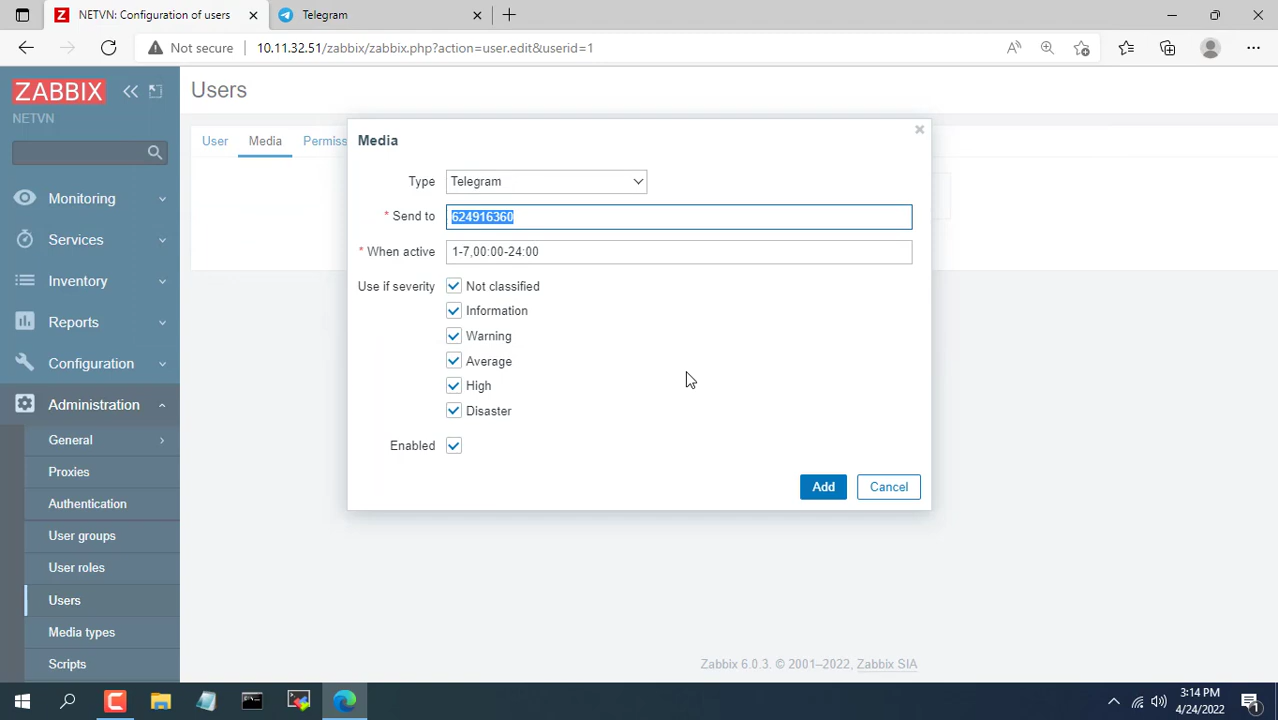 NETVN: Configuration of users
Telegram
Not secure
10.11.32.51/zabbix/zabbix.php?action=user.edit&userid=1
ZABBIX
NETVN
Monitoring
Services
Inventory
Reports
Configuration
Administration
General
Proxies
Authentication
User groups
User roles
Users
Media types
Scripts
Users
User
Media
Permiss
Media
Type
Telegram
* Send to
624916360
* When active
1-7,00:00-24:00
Use if severity
Not classified
Information
Warning
Average
High
Disaster
Enabled
Add
Cancel
Zabbix 6.0.3. © 2001–2022, Zabbix SIA
3:14 PM
4/24/2022
1